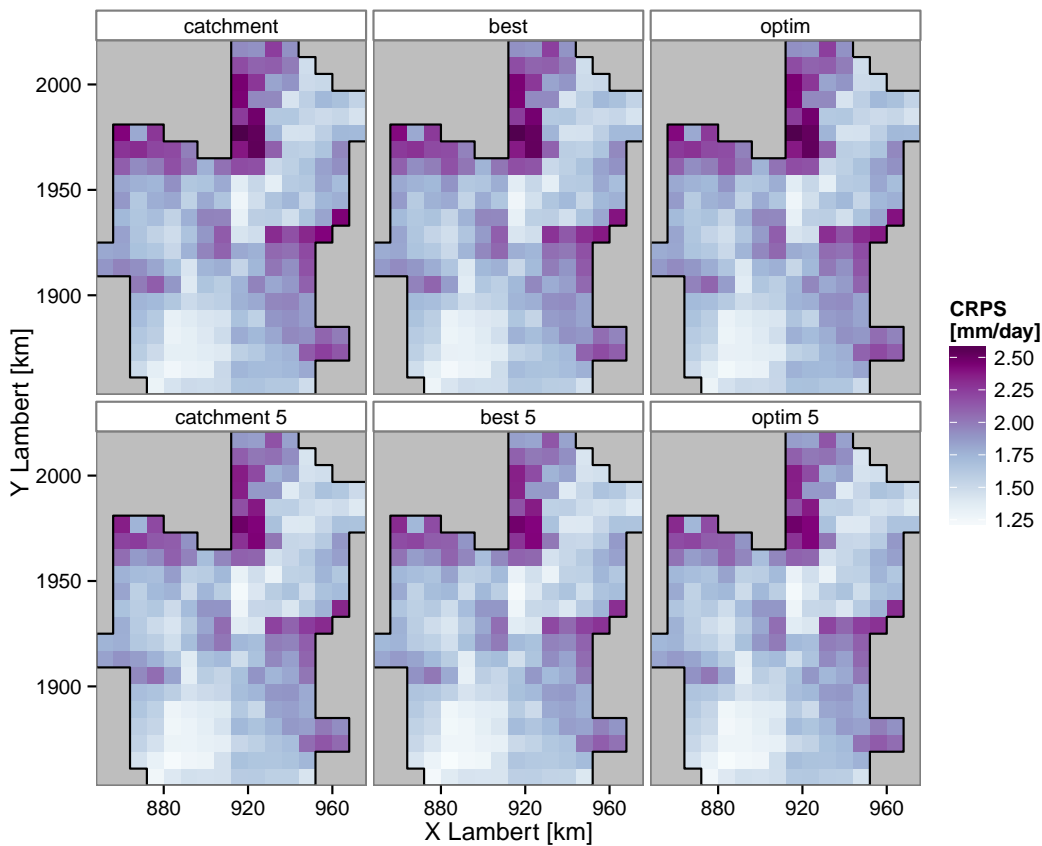 catchment best optim
2000
1950
1900
catchment 5 best 5 optim 5
2000
1950
1900
880 920 960 880 920 960 880 920 960
X Lambert [km]
Y Lambert [km]
CRPS
[mm/day]
2.50
2.25
2.00
1.75
1.50
1.25